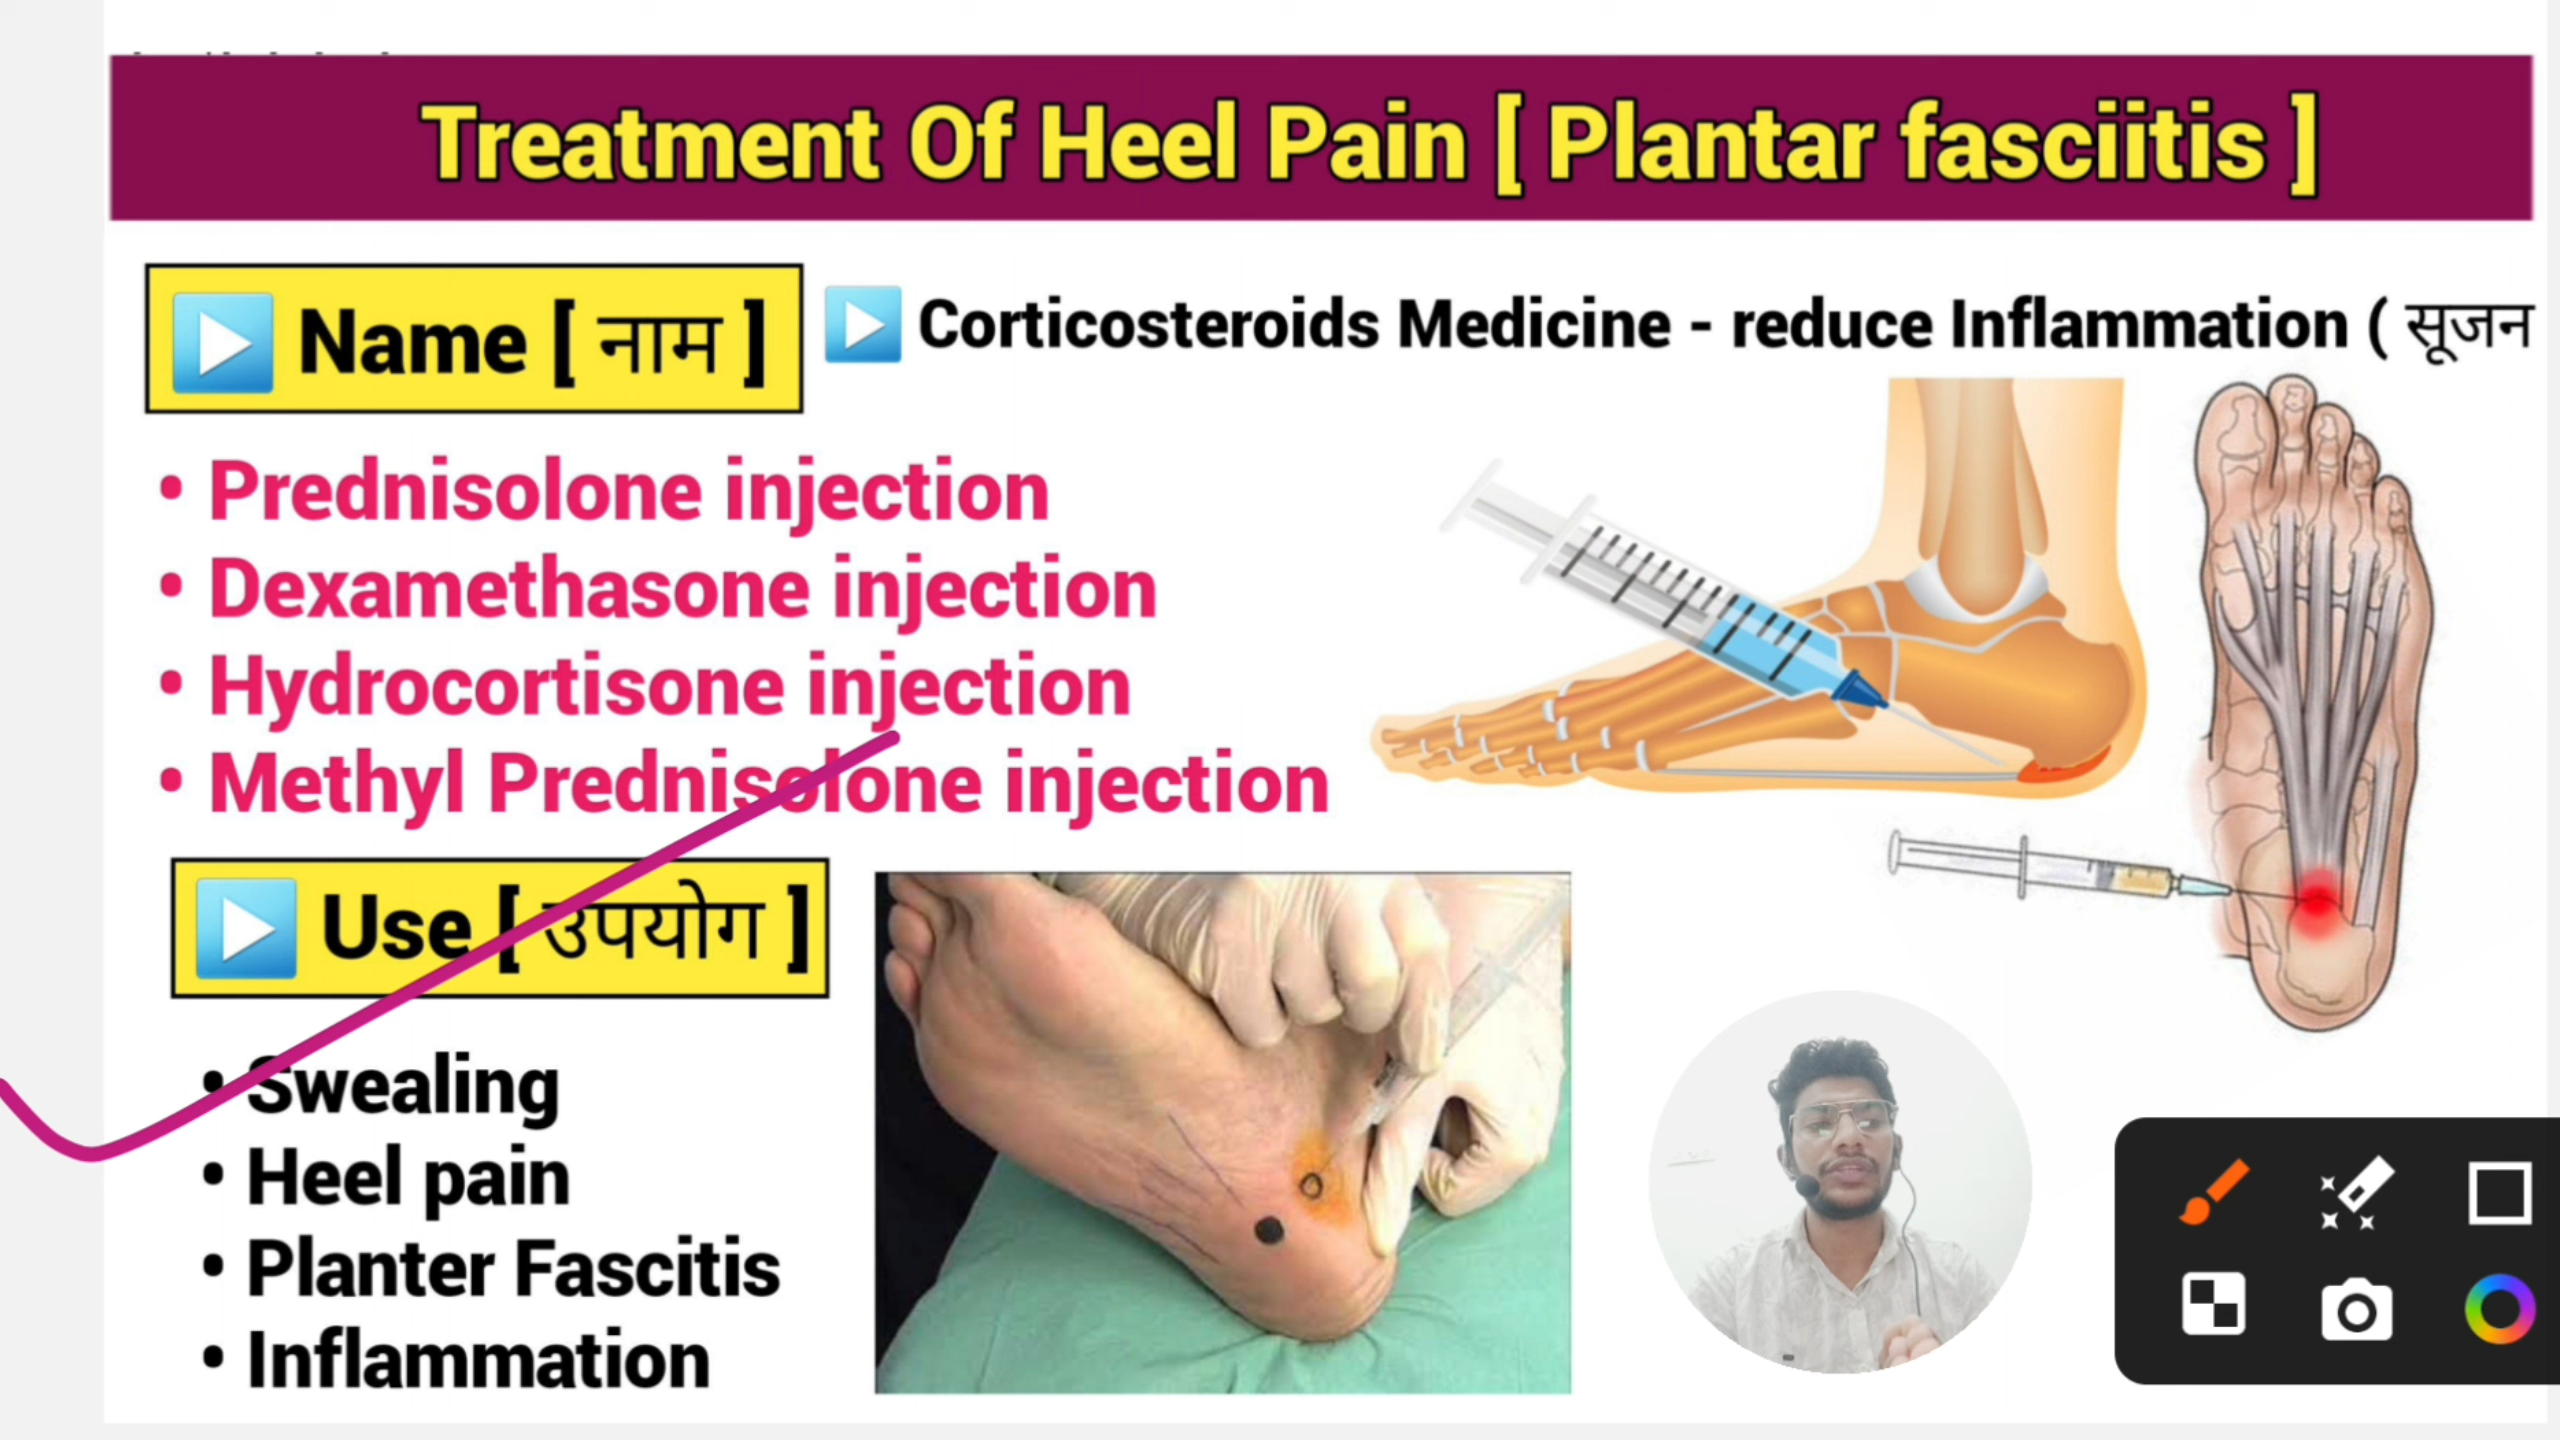 Treatment Of Heel Pain [ Plantar fasciitis ]
Name [ नाम ]
Corticosteroids Medicine - reduce Inflammation ( सूजन
• Prednisolone injection
• Dexamethasone injection
• Hydrocortisone injection
• Methyl Prednisolone injection
Use [ उपयोग ]
• Swealing
• Heel pain
• Planter Fascitis
• Inflammation